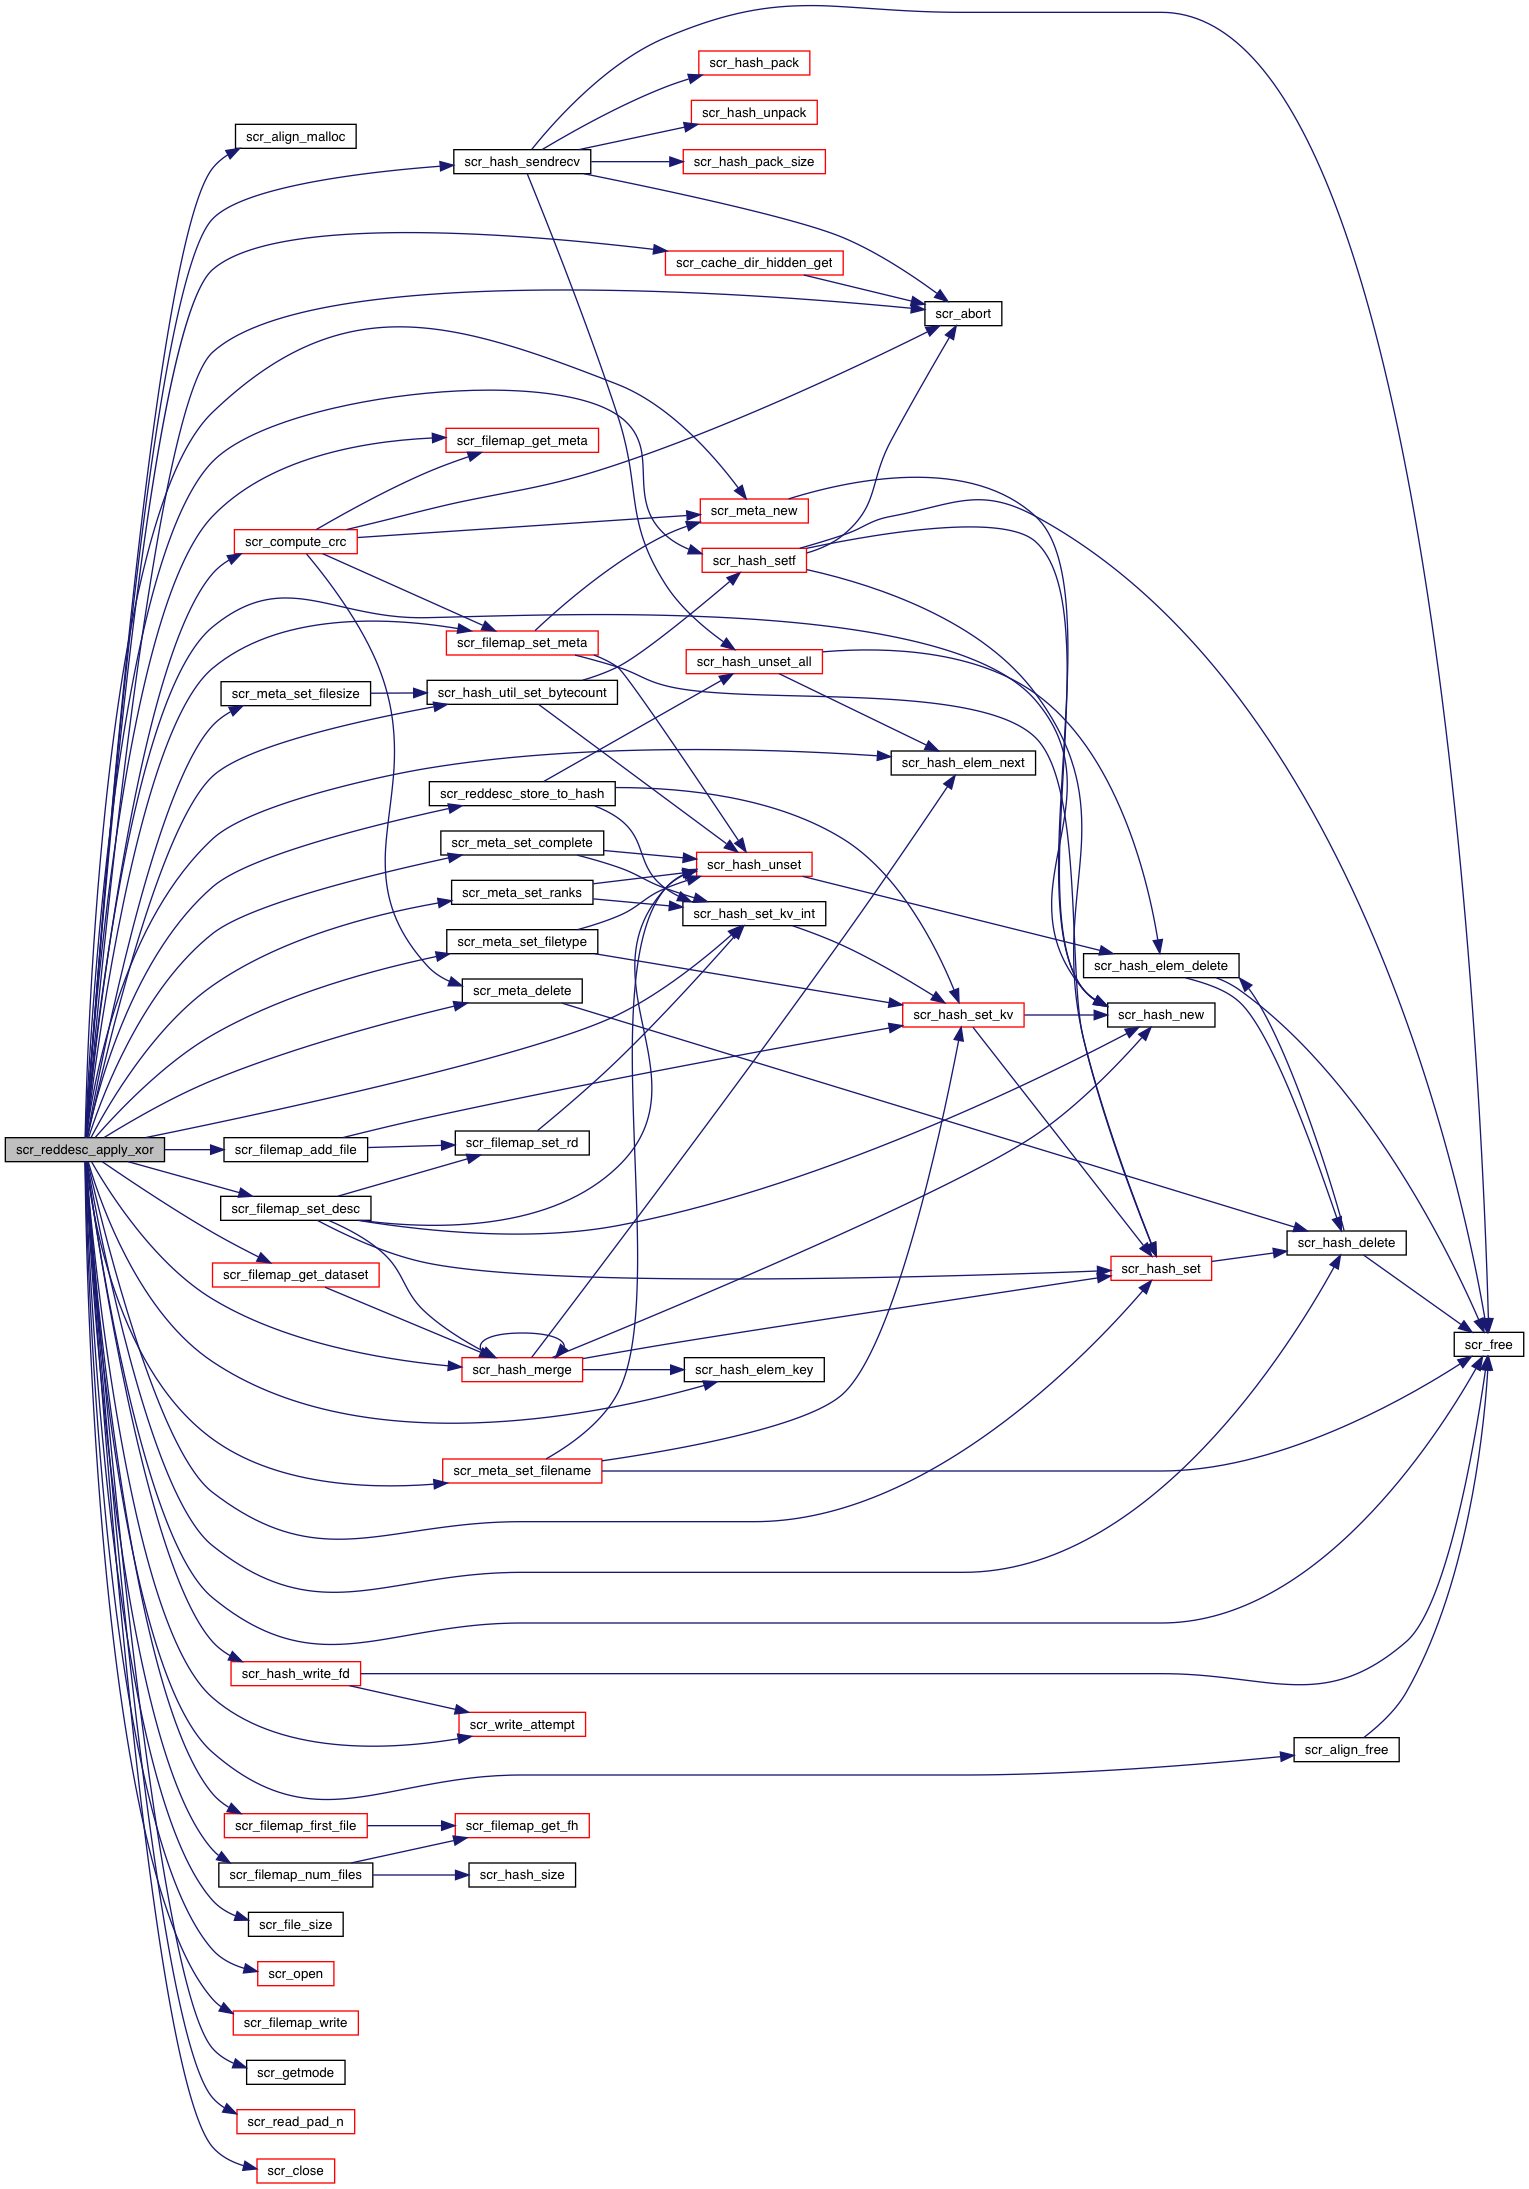 scr_hash_pack
scr_hash_unpack
scr_align_malloc
scr_hash_sendrecv
scr_hash_pack_size
scr_cache_dir_hidden_get
scr_abort
scr_filemap_get_meta
scr_meta_new
scr_compute_crc
scr_hash_setf
scr_filemap_set_meta
scr_hash_unset_all
scr_meta_set_filesize
scr_hash_util_set_bytecount
scr_hash_elem_next
scr_reddesc_store_to_hash
scr_meta_set_complete
scr_hash_unset
scr_meta_set_ranks
scr_hash_set_kv_int
scr_meta_set_filetype
scr_hash_elem_delete
scr_meta_delete
scr_hash_set_kv
scr_hash_new
scr_reddesc_apply_xor
scr_filemap_add_file
scr_filemap_set_rd
scr_filemap_set_desc
scr_hash_delete
scr_filemap_get_dataset
scr_hash_set
scr_free
scr_hash_merge
scr_hash_elem_key
scr_meta_set_filename
scr_hash_write_fd
scr_write_attempt
scr_align_free
scr_filemap_first_file
scr_filemap_get_fh
scr_filemap_num_files
scr_hash_size
scr_file_size
scr_open
scr_filemap_write
scr_getmode
scr_read_pad_n
scr_close